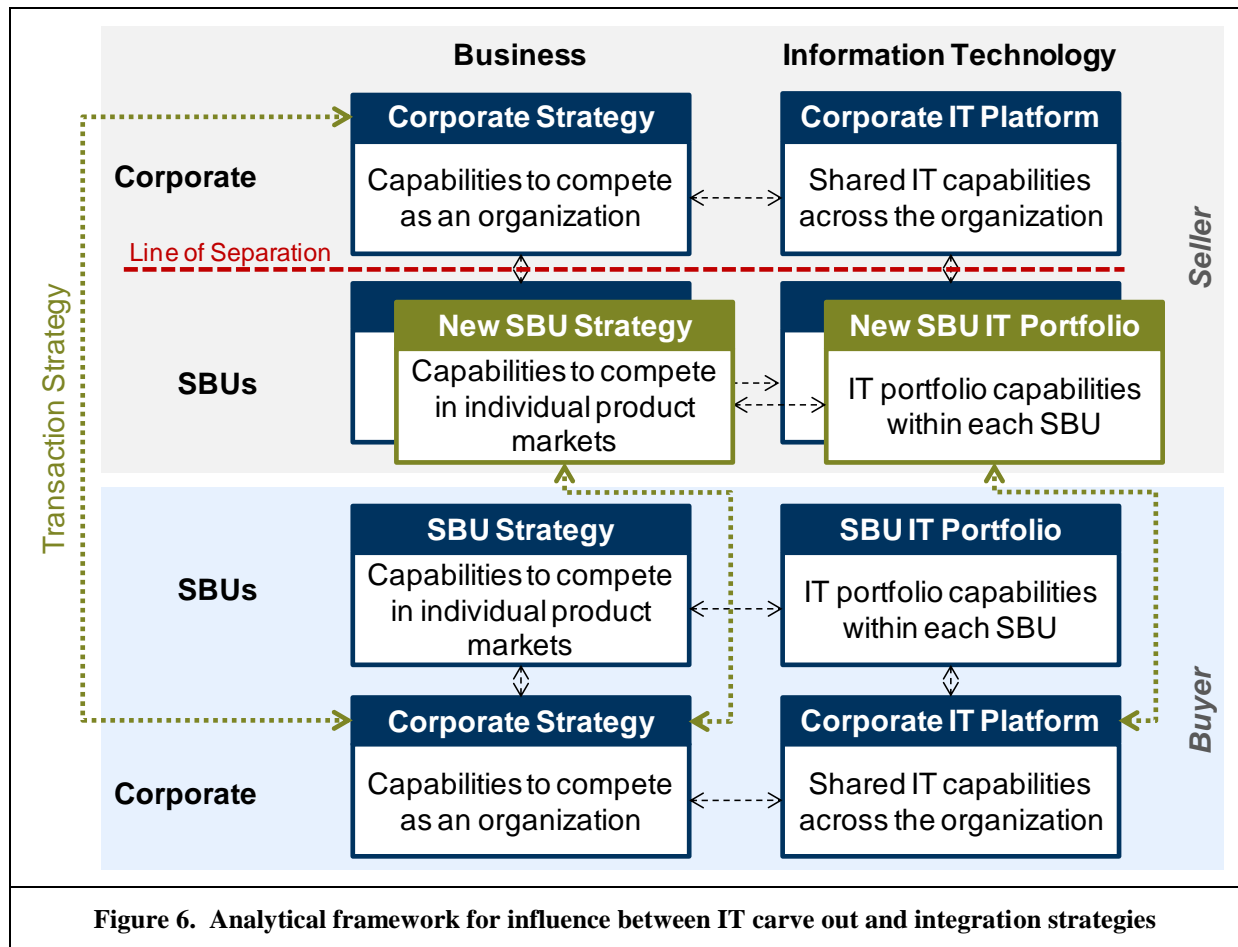 Business
Information Technology
Transaction Strategy
Seller
Corporate
Corporate Strategy
Capabilities to compete
as an organization
Corporate IT Platform
Shared IT capabilities
across the organization
Line of Separation
SBUs
New SBU Strategy
Capabilities to compete
in individual product
markets
New SBU IT Portfolio
IT portfolio capabilities
within each SBU
Buyer
SBUs
SBU Strategy
Capabilities to compete
in individual product
markets
SBU IT Portfolio
IT portfolio capabilities
within each SBU
Corporate
Corporate Strategy
Capabilities to compete
as an organization
Corporate IT Platform
Shared IT capabilities
across the organization
Figure 6. Analytical framework for influence between IT carve out and integration strategies